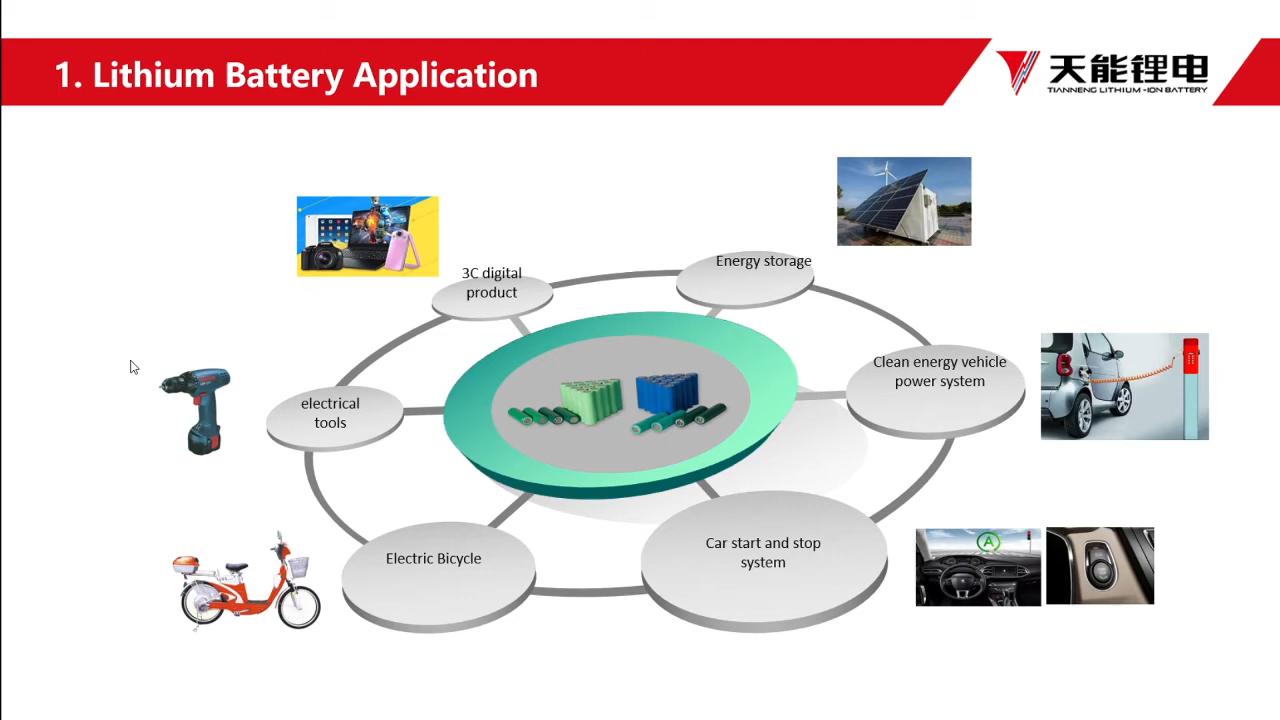 1. Lithium Battery Application
天能锂电
TIANNENG LITHIUM -ION BATTERY
3C digital
product
Energy storage
Clean energy vehicle
power system
electrical
tools
Electric Bicycle
Car start and stop
system
A